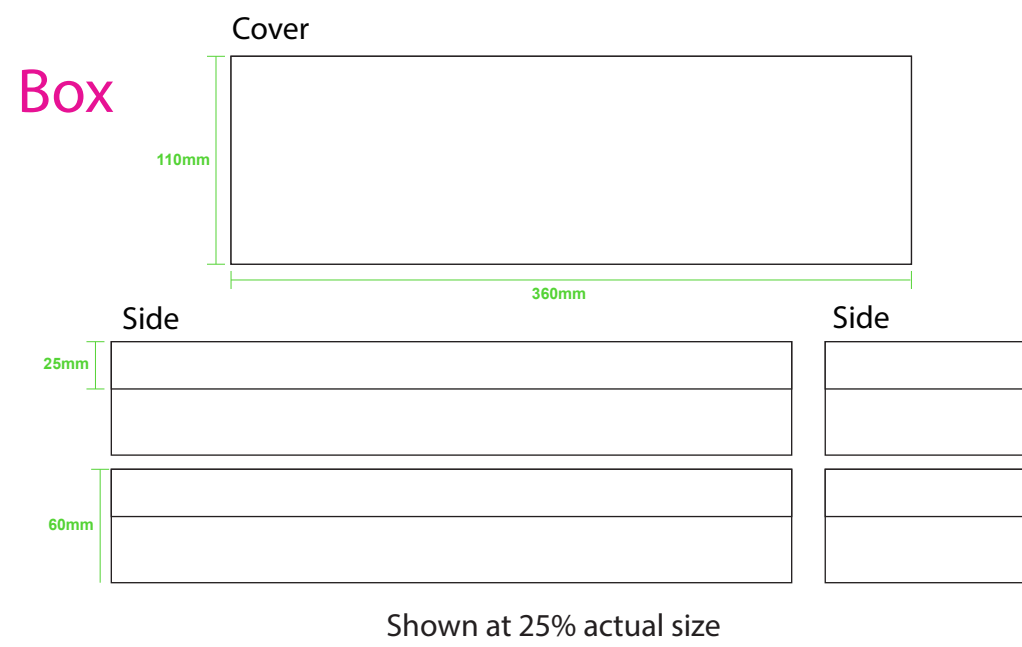 Cover
Box
110mm
360mm
Side
Side
25mm
60mm
Shown at 25% actual size